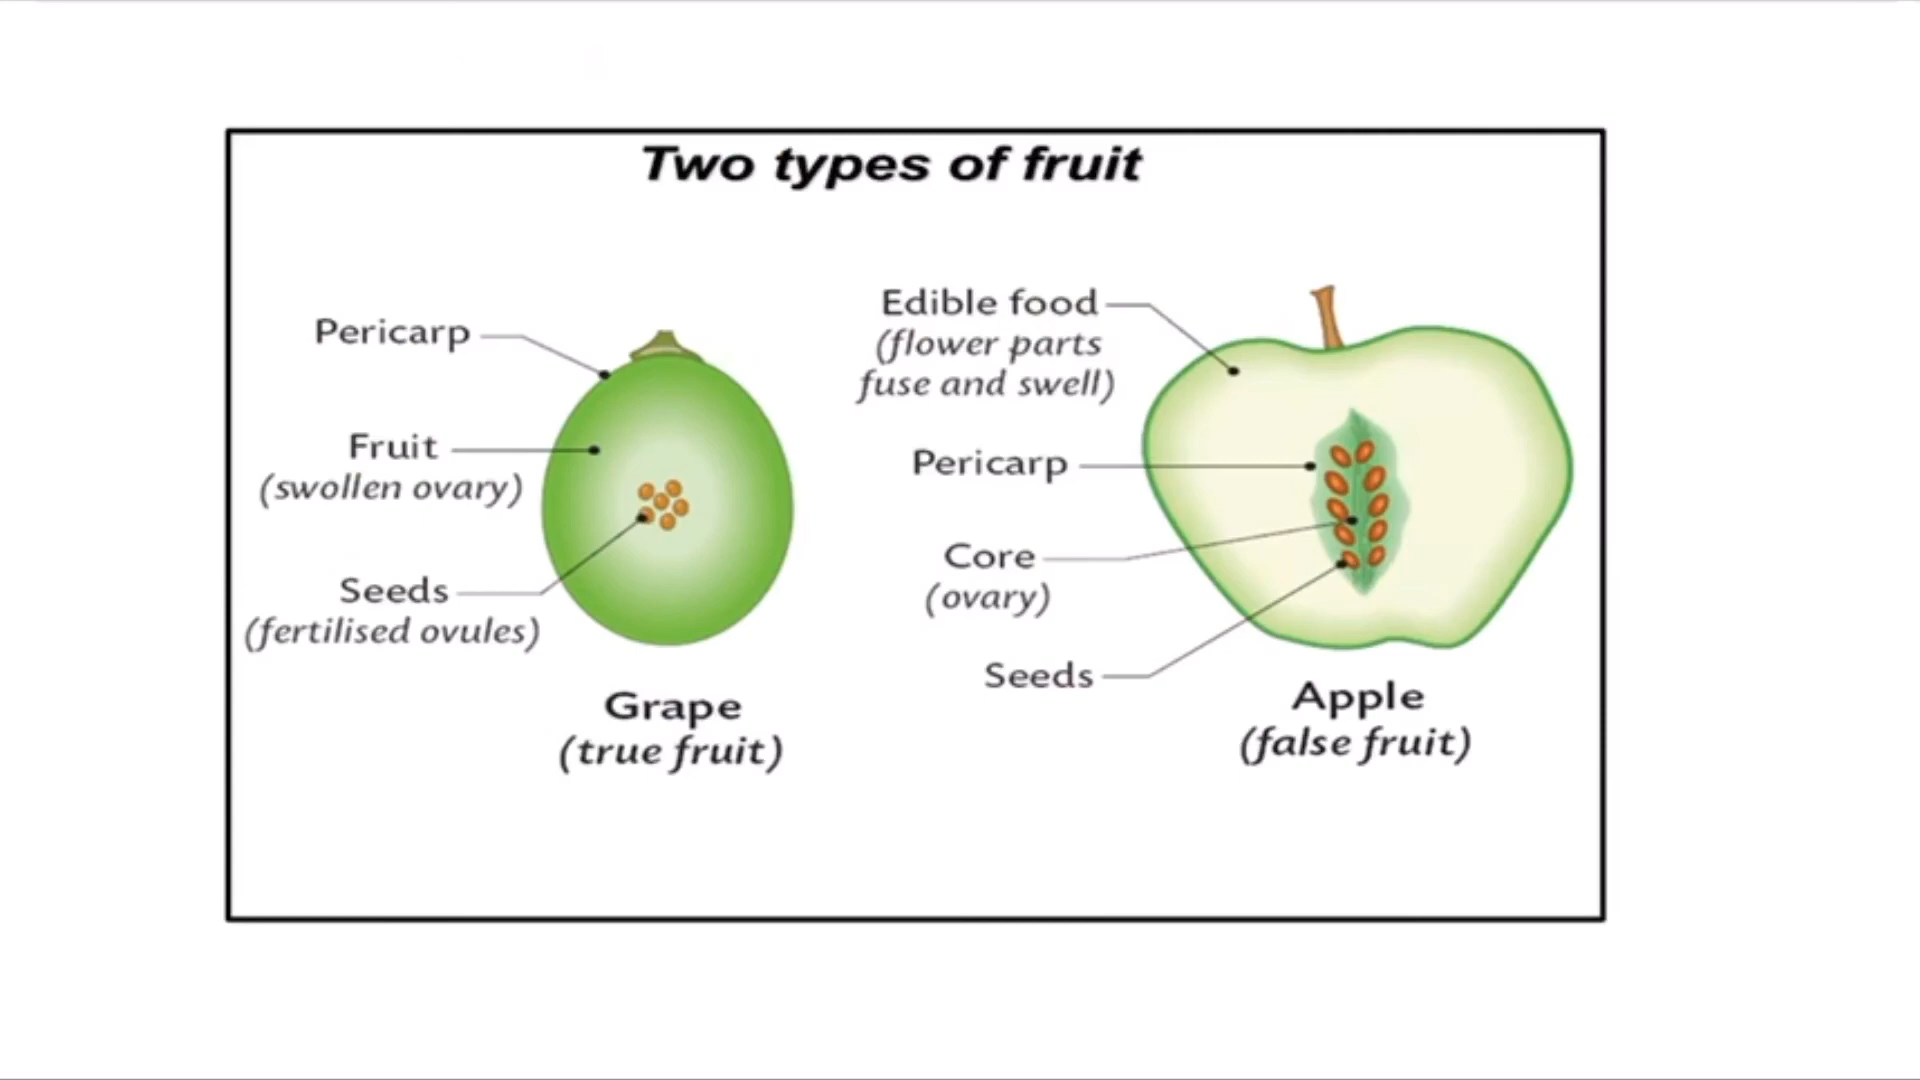 Two types of fruit
Pericarp
Fruit
(swollen ovary)
Seeds
(fertilised ovules)
Grape
(true fruit)
Edible food
(flower parts
fuse and swell)
Pericarp
Core
(ovary)
Seeds
Apple
(false fruit)